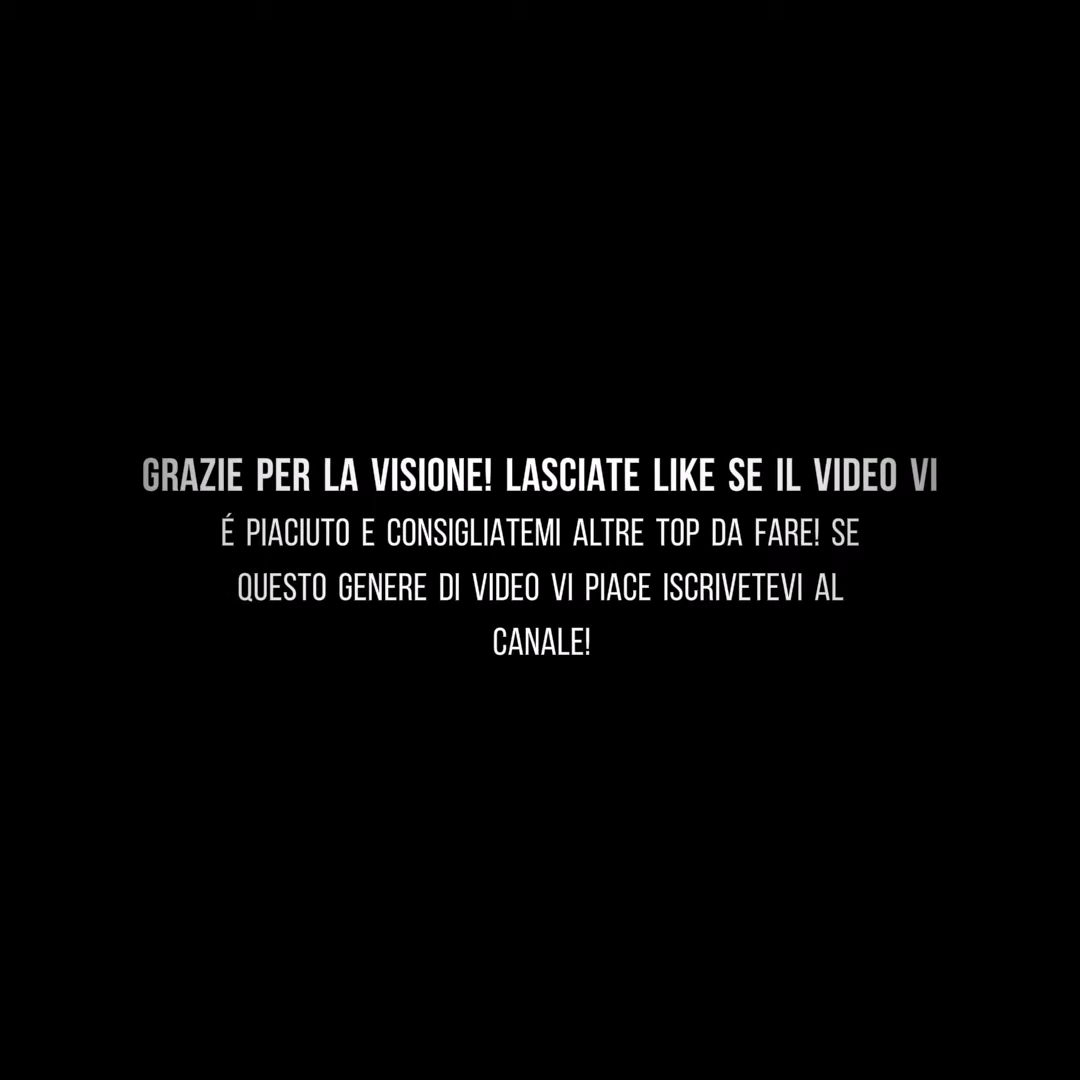 GRAZIE PER LA VISIONE! LASCIATE LIKE SE IL VIDEO VI
É PIACIUTO E CONSIGLIATEMI ALTRE TOP DA FARE! SE
QUESTO GENERE DI VIDEO VI PIACE ISCRIVETEVI AL
CANALE!